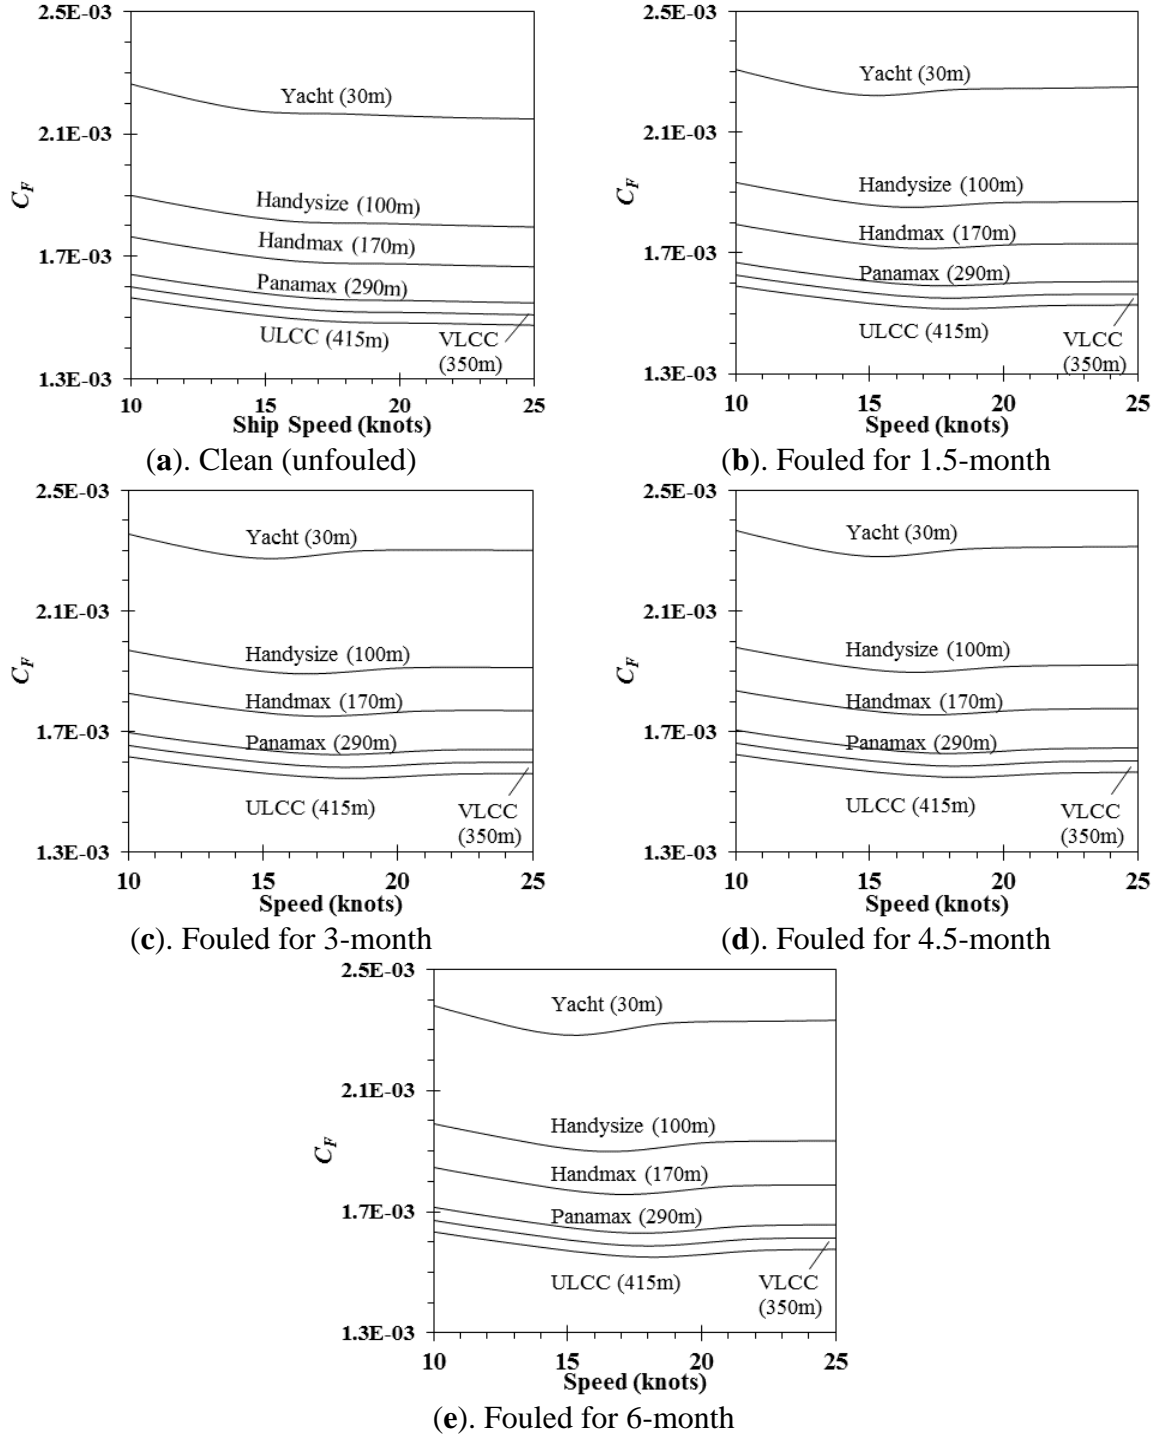 2.5E-03
2.1E-03
1.7E-03
1.3E-03
C_F
Yacht (30m)
Handysize (100m)
Handmax (170m)
Panamax (290m)
ULCC (415m)
VLCC
(350m)
10 15 20 25
Ship Speed (knots)
(a). Clean (unfouled)
2.5E-03
2.1E-03
1.7E-03
1.3E-03
C_F
Yacht (30m)
Handysize (100m)
Handmax (170m)
Panamax (290m)
ULCC (415m)
VLCC
(350m)
10 15 20 25
Speed (knots)
(b). Fouled for 1.5-month
2.5E-03
2.1E-03
1.7E-03
1.3E-03
C_F
Yacht (30m)
Handysize (100m)
Handmax (170m)
Panamax (290m)
ULCC (415m)
VLCC
(350m)
10 15 20 25
Speed (knots)
(c). Fouled for 3-month
2.5E-03
2.1E-03
1.7E-03
1.3E-03
C_F
Yacht (30m)
Handysize (100m)
Handmax (170m)
Panamax (290m)
ULCC (415m)
VLCC
(350m)
10 15 20 25
Speed (knots)
(d). Fouled for 4.5-month
2.5E-03
2.1E-03
1.7E-03
1.3E-03
C_F
Yacht (30m)
Handysize (100m)
Handmax (170m)
Panamax (290m)
ULCC (415m)
VLCC
(350m)
10 15 20 25
Speed (knots)
(e). Fouled for 6-month